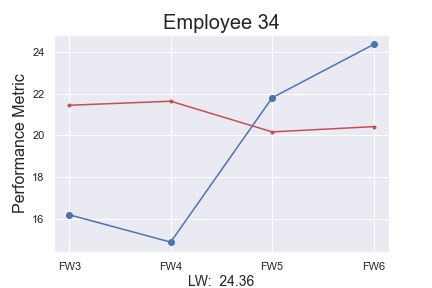 Employee 34
24
22
20
18
16
Performance Metric
FW3 FW4 FW5 FW6
LW: 24.36